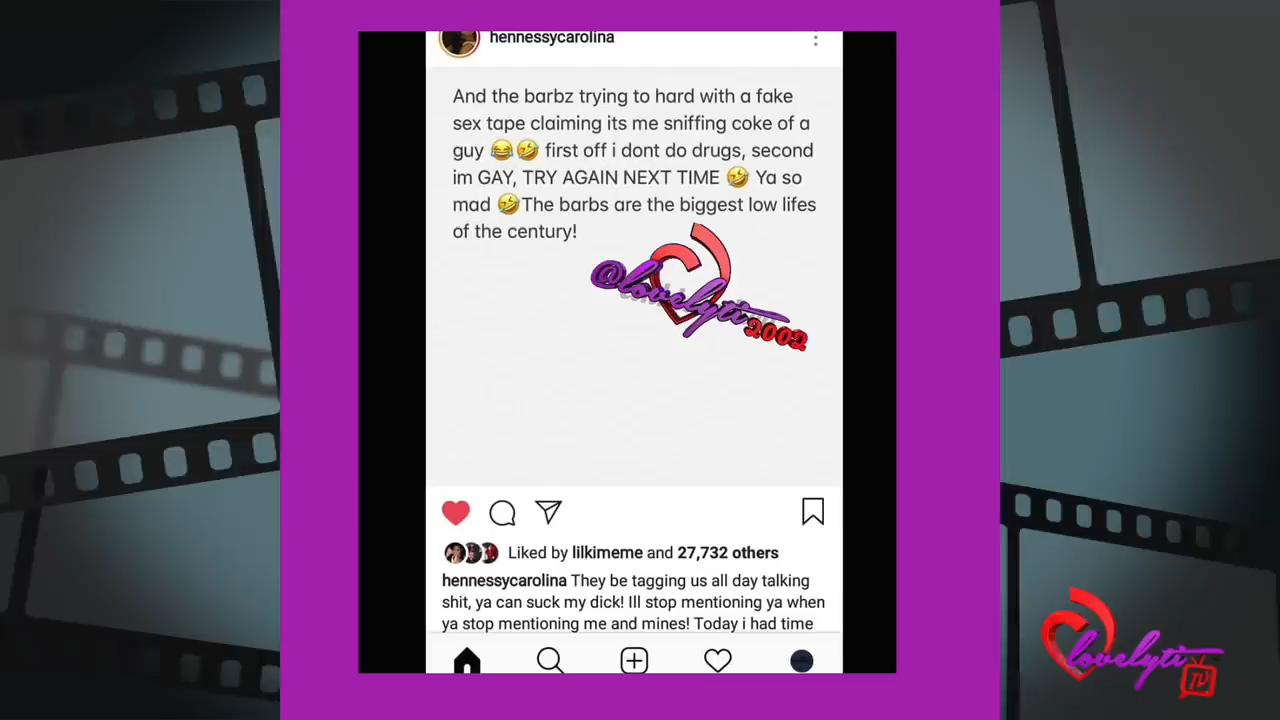 hennessycarolina
And the barbz trying to hard with a fake
sex tape claiming its me sniffing coke of a
guy 😂🤣 first off i dont do drugs, second
im GAY, TRY AGAIN NEXT TIME 🤣 Ya so
mad 🤣The barbs are the biggest low lifes
of the century!
@lovelyti2002
Liked by lilkimeme and 27,732 others
hennessycarolina They be tagging us all day talking
shit, ya can suck my dick! Ill stop mentioning ya when
ya stop mentioning me and mines! Today i had time
lovelyti
TV